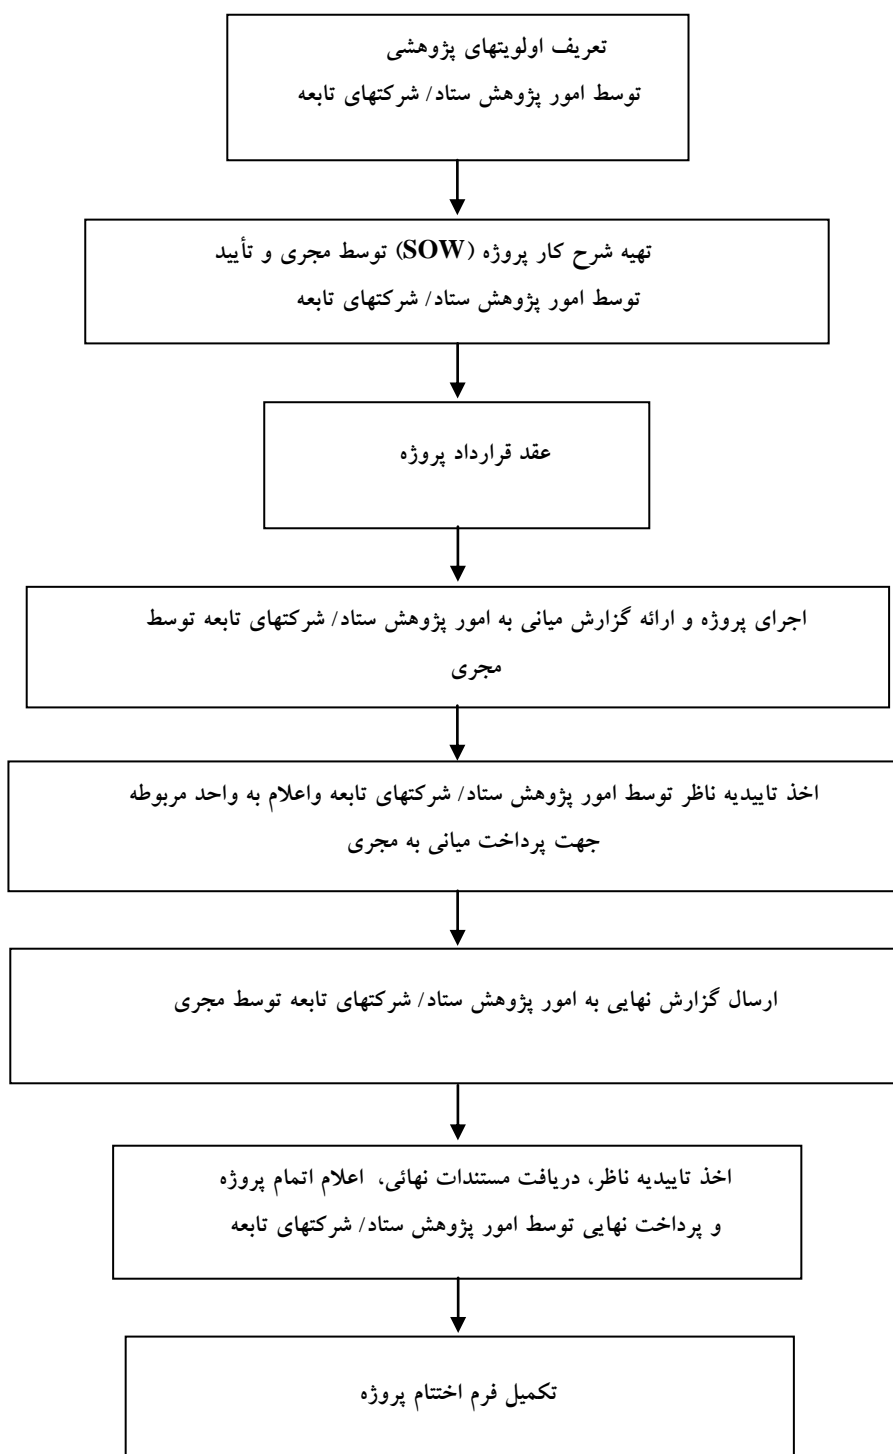 تعریف اولویتهای پژوهشی
توسط امور پژوهش ستاد/ شرکتهای تابعه
تهیه شرح کار پروژه (SOW) توسط مجری و تأیید
توسط امور پژوهش ستاد/ شرکتهای تابعه
عقد قرارداد پروژه
اجرای پروژه و ارائه گزارش میانی به امور پژوهش ستاد/ شرکتهای تابعه توسط
مجری
اخذ تاییدیه ناظر توسط امور پژوهش ستاد/ شرکتهای تابعه واعلام به واحد مربوطه
جهت پرداخت میانی به مجری
ارسال گزارش نهایی به امور پژوهش ستاد/ شرکتهای تابعه توسط مجری
اخذ تاییدیه ناظر، دریافت مستندات نهائی، اعلام اتمام پروژه
و پرداخت نهایی توسط امور پژوهش ستاد/ شرکتهای تابعه
تکمیل فرم اختتام پروژه